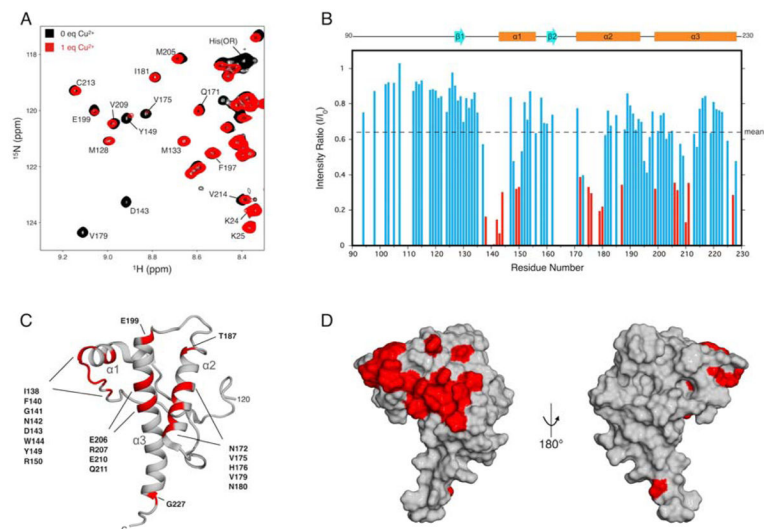 A
0 eq Cu²⁺
1 eq Cu²⁺
M205
His(OR)
I181
C213
Q171
V175
V209
E199
Y149
M128
M133
F197
V214
D143
K24
V179
K25
118
120
122
124
¹⁵N (ppm)
9.2 9.0 8.8 8.6 8.4
¹H (ppm)
B
90 β1 α1 β2 α2 α3 230
1
0.8
0.6
0.4
0.2
0
Intensity Ratio (I/I₀)
mean
90 100 110 120 130 140 150 160 170 180 190 200 210 220 230
Residue Number
C
E199
T187
α1
α2
120
α3
I138
F140
G141
N142
D143
W144
Y149
R150
E206
R207
E210
Q211
N172
V175
H176
V179
N180
G227
C
D
180°